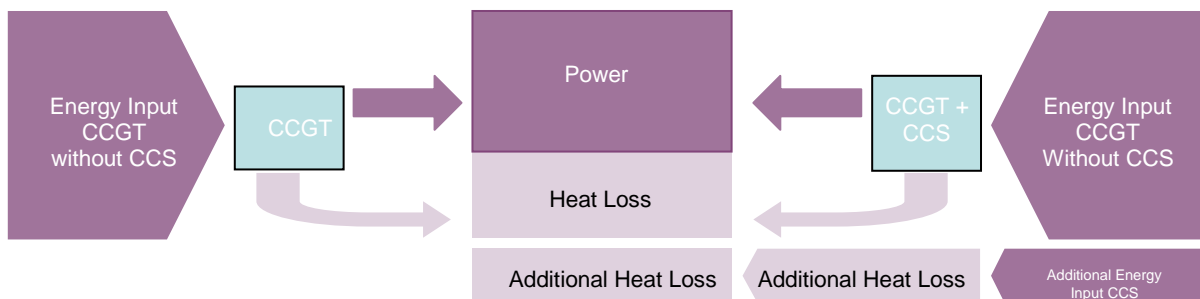 Energy Input
CCGT
without CCS
CCGT
Power
Heat Loss
Additional Heat Loss
CCGT +
CCS
Energy Input
CCGT
Without CCS
Additional Heat Loss
Additional Energy
Input CCS